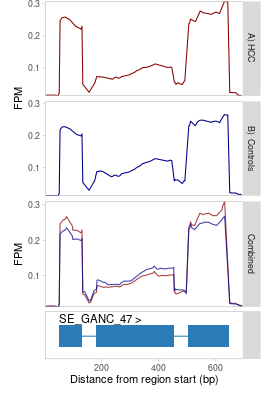 0.3
0.2
0.1
A) HCC
0.3
0.2
0.1
B) Controls
0.3
0.2
0.1
Combined
FPM
FPM
SE_GANC_47 >
200
400
600
Distance from region start (bp)